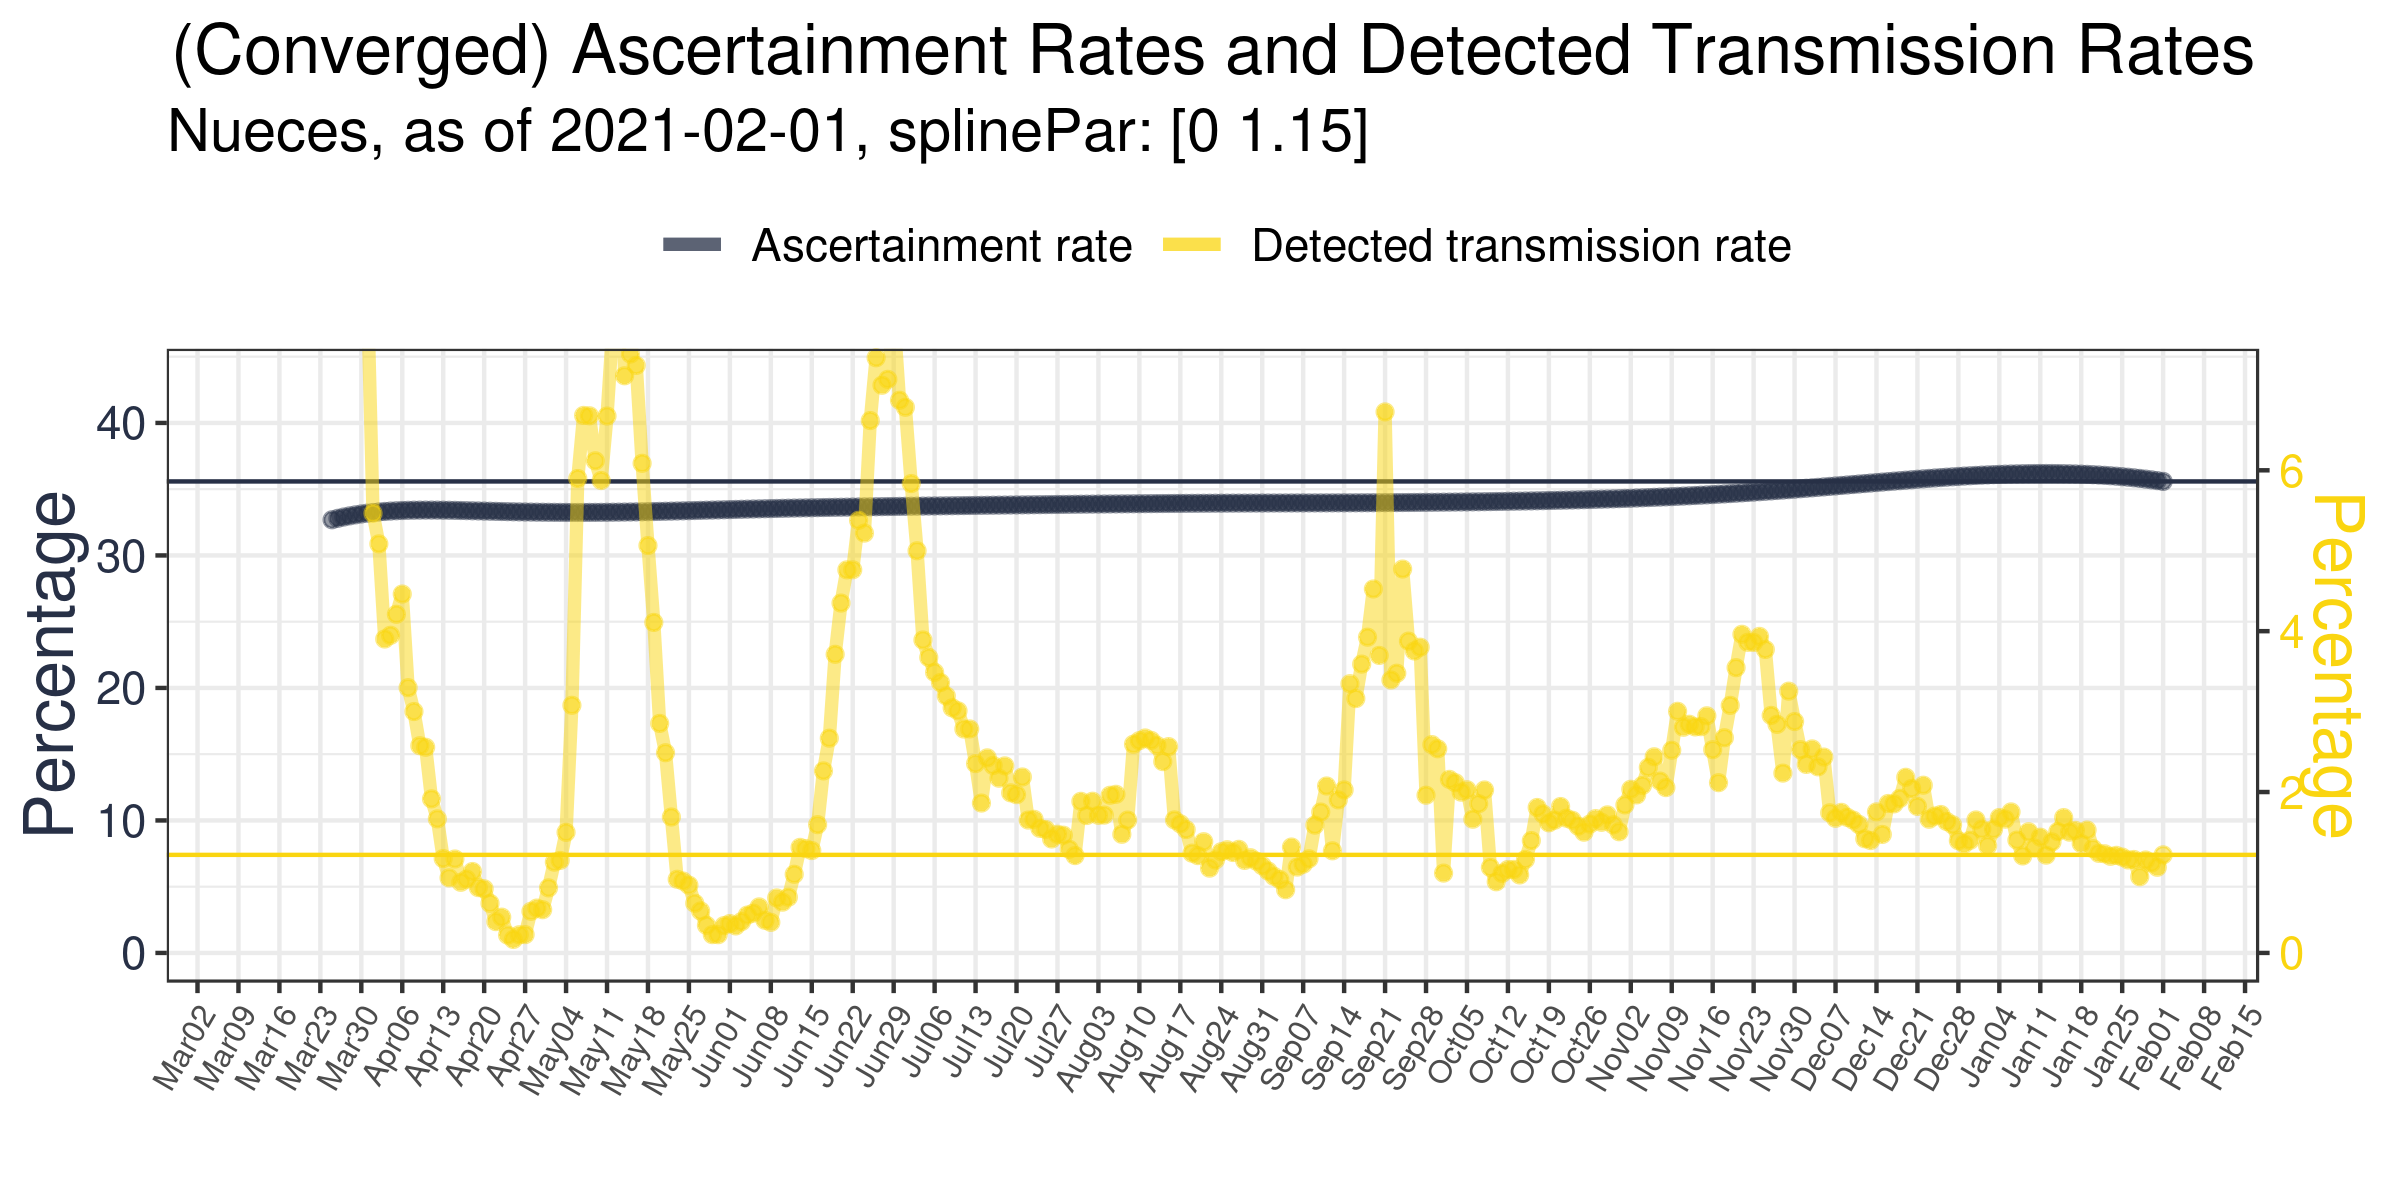 (Converged) Ascertainment Rates and Detected Transmission Rates
Nueces, as of 2021-02-01, splinePar: [0 1.15]
Ascertainment rate Detected transmission rate
Percentage
40
30
20
10
0
6
4
2
0
Percentage
Mar02 Mar09 Mar16 Mar23 Mar30 Apr06 Apr13 Apr20 Apr27 May04 May11 May18 May25 Jun01 Jun08 Jun15 Jun22 Jun29 Jul06 Jul13 Jul20 Jul27 Aug03 Aug10 Aug17 Aug24 Aug31 Sep07 Sep14 Sep21 Sep28 Oct05 Oct12 Oct19 Oct26 Nov02 Nov09 Nov16 Nov23 Nov30 Dec07 Dec14 Dec21 Dec28 Jan04 Jan11 Jan18 Jan25 Feb01 Feb08 Feb15